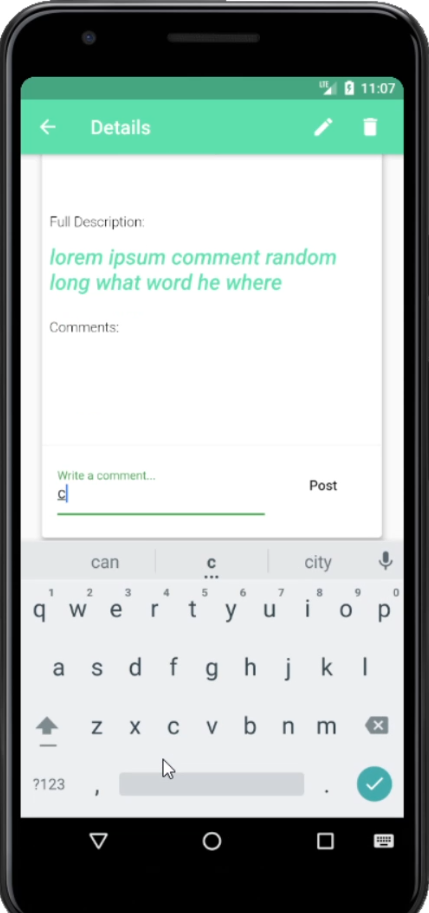 LTE 11:07
Details
Full Description:
lorem ipsum comment random
long what word he where
Comments:
Write a comment...
c
Post
can c city
1 2 3 4 5 6 7 8 9 0
q w e r t y u i o p
a s d f g h j k l
z x c v b n m
?123 , .